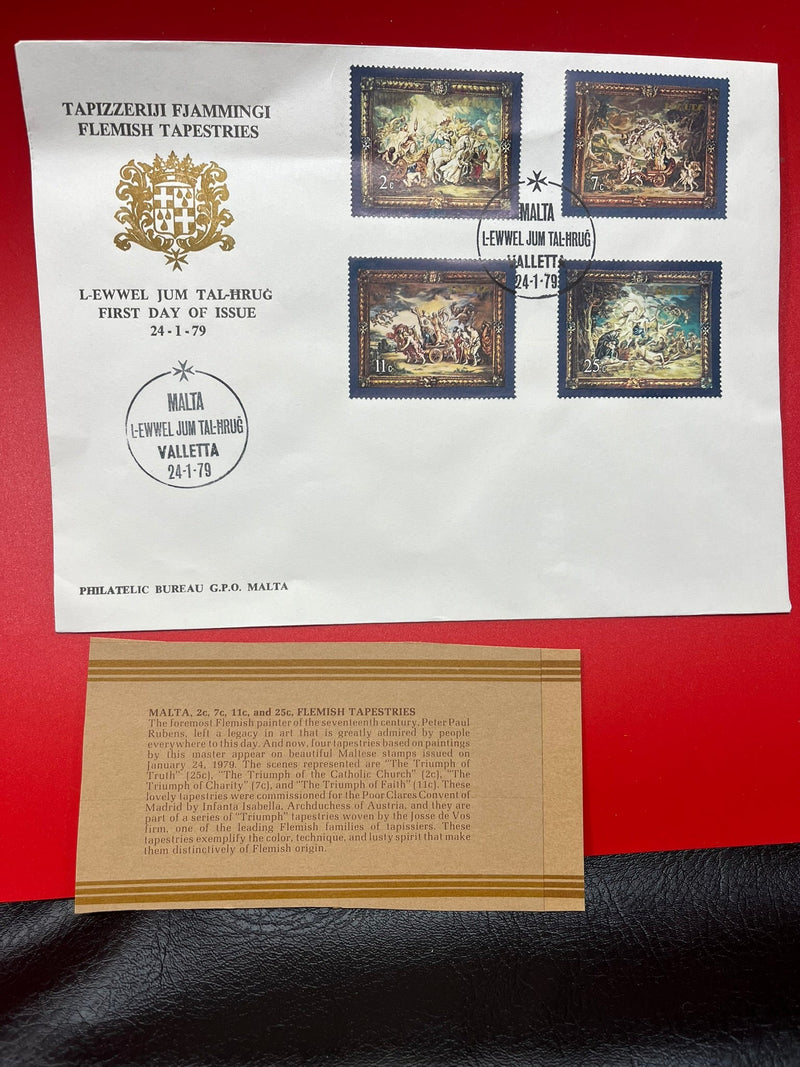 TAPIZZERIJI FJAMMINGI
FLEMISH TAPESTRIES
L-EWWEL JUM TAL-ĦRUĠ
FIRST DAY OF ISSUE
24-1-79
MALTA
L-EWWEL JUM TAL-ĦRUĠ
VALLETTA
24-1-79
PHILATELIC BUREAU G.P.O. MALTA
2c
7c
MALTA
L-EWWEL JUM TAL-ĦRUĠ
VALLETTA
24-1-79
11c
25c
MALTA, 2c, 7c, 11c, and 25c, FLEMISH TAPESTRIES
The foremost Flemish painter of the seventeenth century, Peter Paul
Rubens, left a legacy in art that is greatly admired by people
everywhere to this day. And now, four tapestries based on paintings
by this master appear on beautiful Maltese stamps issued on
January 24, 1979. The scenes represented are "The Triumph of
Truth" (25c), "The Triumph of the Catholic Church" (2c), "The
Triumph of Charity" (7c), and "The Triumph of Faith" (11c). These
lovely tapestries were commissioned for the Poor Clares Convent of
Madrid by Infanta Isabella, Archduchess of Austria, and they are
part of a series of "Triumph" tapestries woven by the Josse de Vos
firm, one of the leading Flemish families of tapissiers. These
tapestries exemplify the color, technique, and lusty spirit that make
them distinctively of Flemish origin.